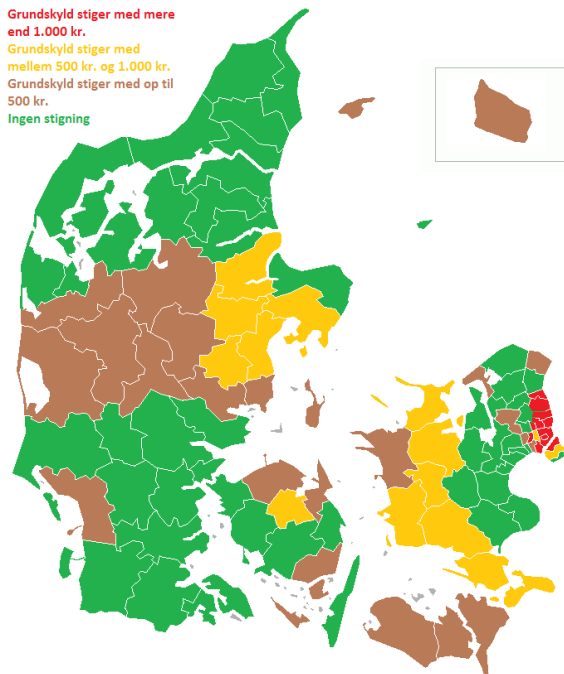 Grundskyld stiger med mere
end 1.000 kr.
Grundskyld stiger med
mellem 500 kr. og 1.000 kr.
Grundskyld stiger med op til
500 kr.
Ingen stigning